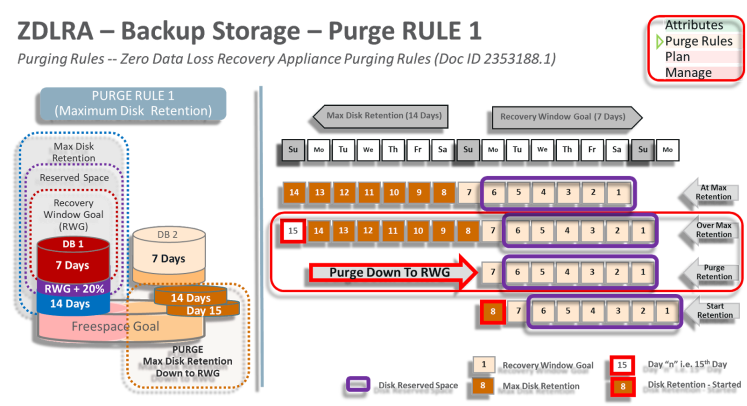 ZDLRA – Backup Storage – Purge RULE 1
Purging Rules -- Zero Data Loss Recovery Appliance Purging Rules (Doc ID 2353188.1)
Attributes
Purge Rules
Plan
Manage
PURGE RULE 1
(Maximum Disk Retention)
Max Disk
Retention
Reserved Space
Recovery
Window Goal
(RWG)
DB 1
7 Days
RWG + 20%
14 Days
DB 2
7 Days
14 Days
Day 15
Freespace Goal
PURGE
Max Disk Retention
Down to RWG
Max Disk Retention (14 Days)
Recovery Window Goal (7 Days)
Su Mo Tu We Th Fr Sa Su Mo Tu We Th Fr Sa Su Mo
14 13 12 11 10 9 8 7 6 5 4 3 2 1
At Max
Retention
15 14 13 12 11 10 9 8 7 6 5 4 3 2 1
Over Max
Retention
Purge Down To RWG
7 6 5 4 3 2 1
Purge
Retention
8 7 6 5 4 3 2 1
Start
Retention
Disk Reserved Space
1 Recovery Window Goal
8 Max Disk Retention
15 Day “n” i.e. 15th Day
8 Disk Retention - Started